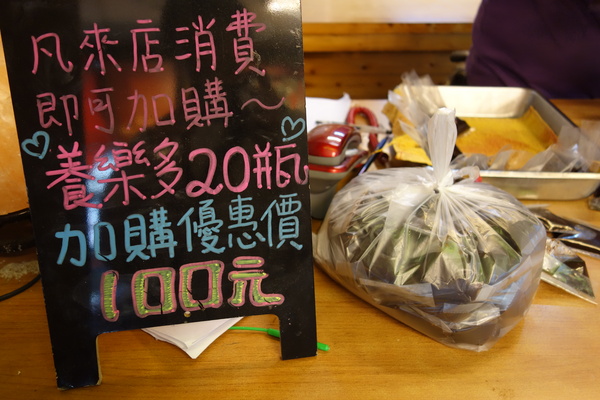 凡來店消費
即可加購～
養樂多20瓶
加購優惠價
100元